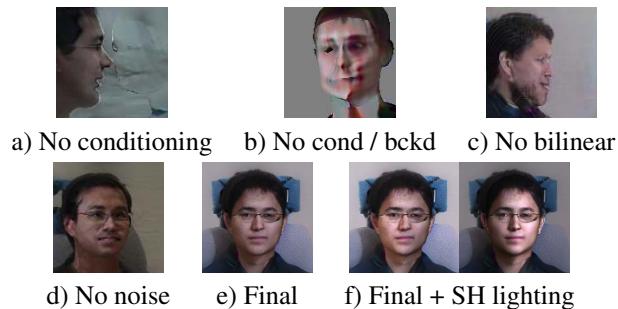 a) No conditioning b) No cond / bckd c) No bilinear
d) No noise e) Final f) Final + SH lighting